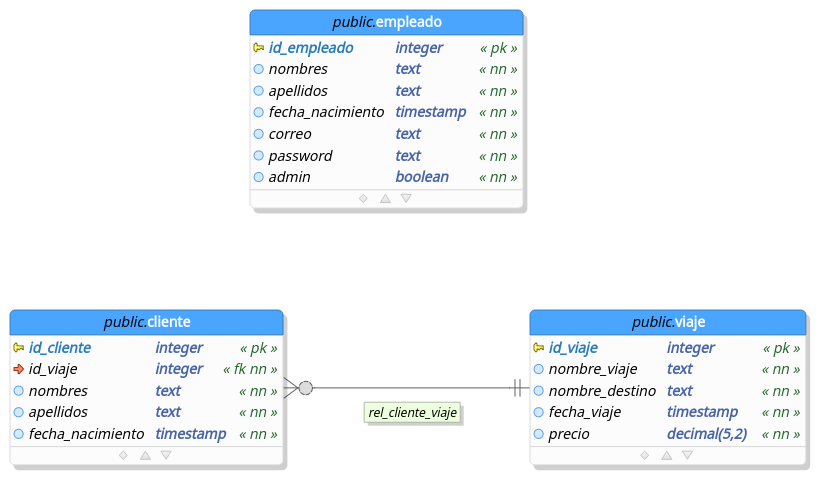 public.empleado
id_empleado integer « pk »
nombres text « nn »
apellidos text « nn »
fecha_nacimiento timestamp « nn »
correo text « nn »
password text « nn »
admin boolean « nn »
public.cliente
id_cliente integer « pk »
id_viaje integer « fk nn »
nombres text « nn »
apellidos text « nn »
fecha_nacimiento timestamp « nn »
rel_cliente_viaje
public.viaje
id_viaje integer « pk »
nombre_viaje text « nn »
nombre_destino text « nn »
fecha_viaje timestamp « nn »
precio decimal(5,2) « nn »